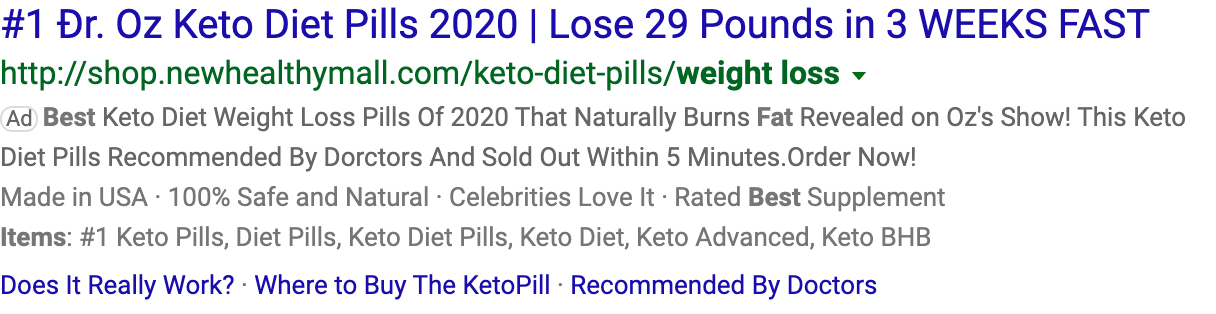 #1 Đr. Oz Keto Diet Pills 2020 | Lose 29 Pounds in 3 WEEKS FAST
http://shop.newhealthymall.com/keto-diet-pills/weight loss
Ad Best Keto Diet Weight Loss Pills Of 2020 That Naturally Burns Fat Revealed on Oz's Show! This Keto
Diet Pills Recommended By Dorctors And Sold Out Within 5 Minutes.Order Now!
Made in USA · 100% Safe and Natural · Celebrities Love It · Rated Best Supplement
Items: #1 Keto Pills, Diet Pills, Keto Diet Pills, Keto Diet, Keto Advanced, Keto BHB
Does It Really Work? · Where to Buy The KetoPill · Recommended By Doctors